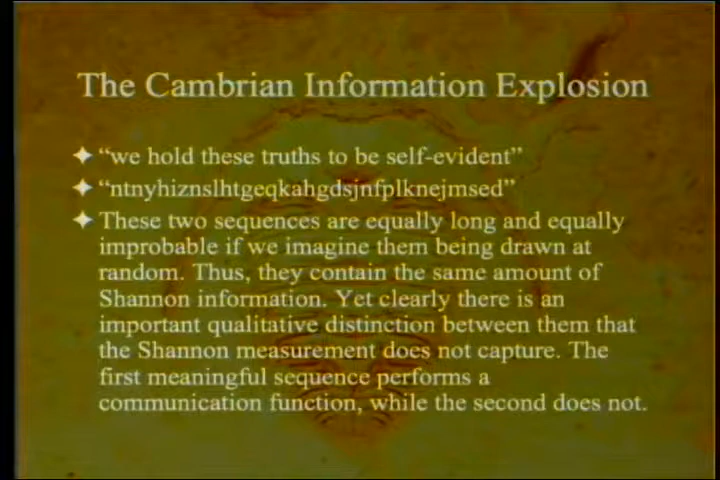 The Cambrian Information Explosion
“we hold these truths to be self-evident”
“ntnyhiznslhtgeqkahgdsjnfplknejmsed”
These two sequences are equally long and equally
improbable if we imagine them being drawn at
random. Thus, they contain the same amount of
Shannon information. Yet clearly there is an
important qualitative distinction between them that
the Shannon measurement does not capture. The
first meaningful sequence performs a
communication function, while the second does not.